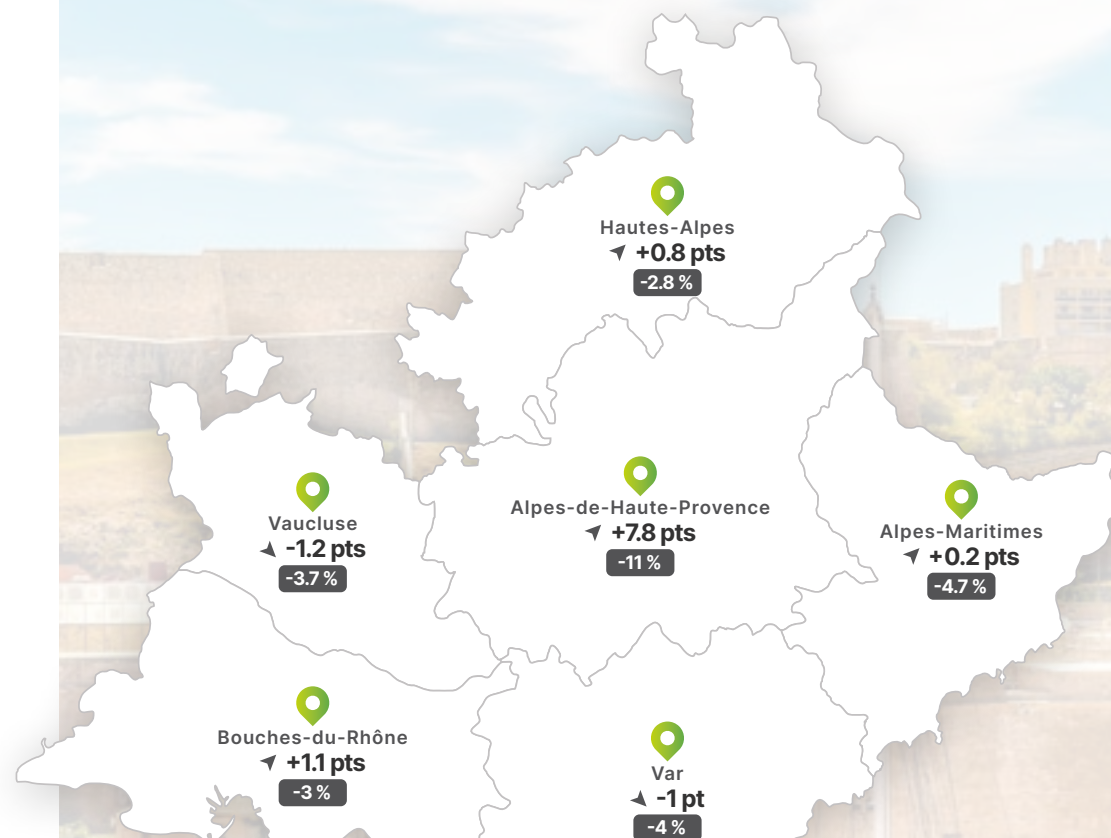 Hautes-Alpes
+0.8 pts
-2.8 %
Alpes-de-Haute-Provence
+7.8 pts
-11 %
Vaucluse
-1.2 pts
-3.7 %
Alpes-Maritimes
+0.2 pts
-4.7 %
Bouches-du-Rhône
+1.1 pts
-3 %
Var
-1 pt
-4 %